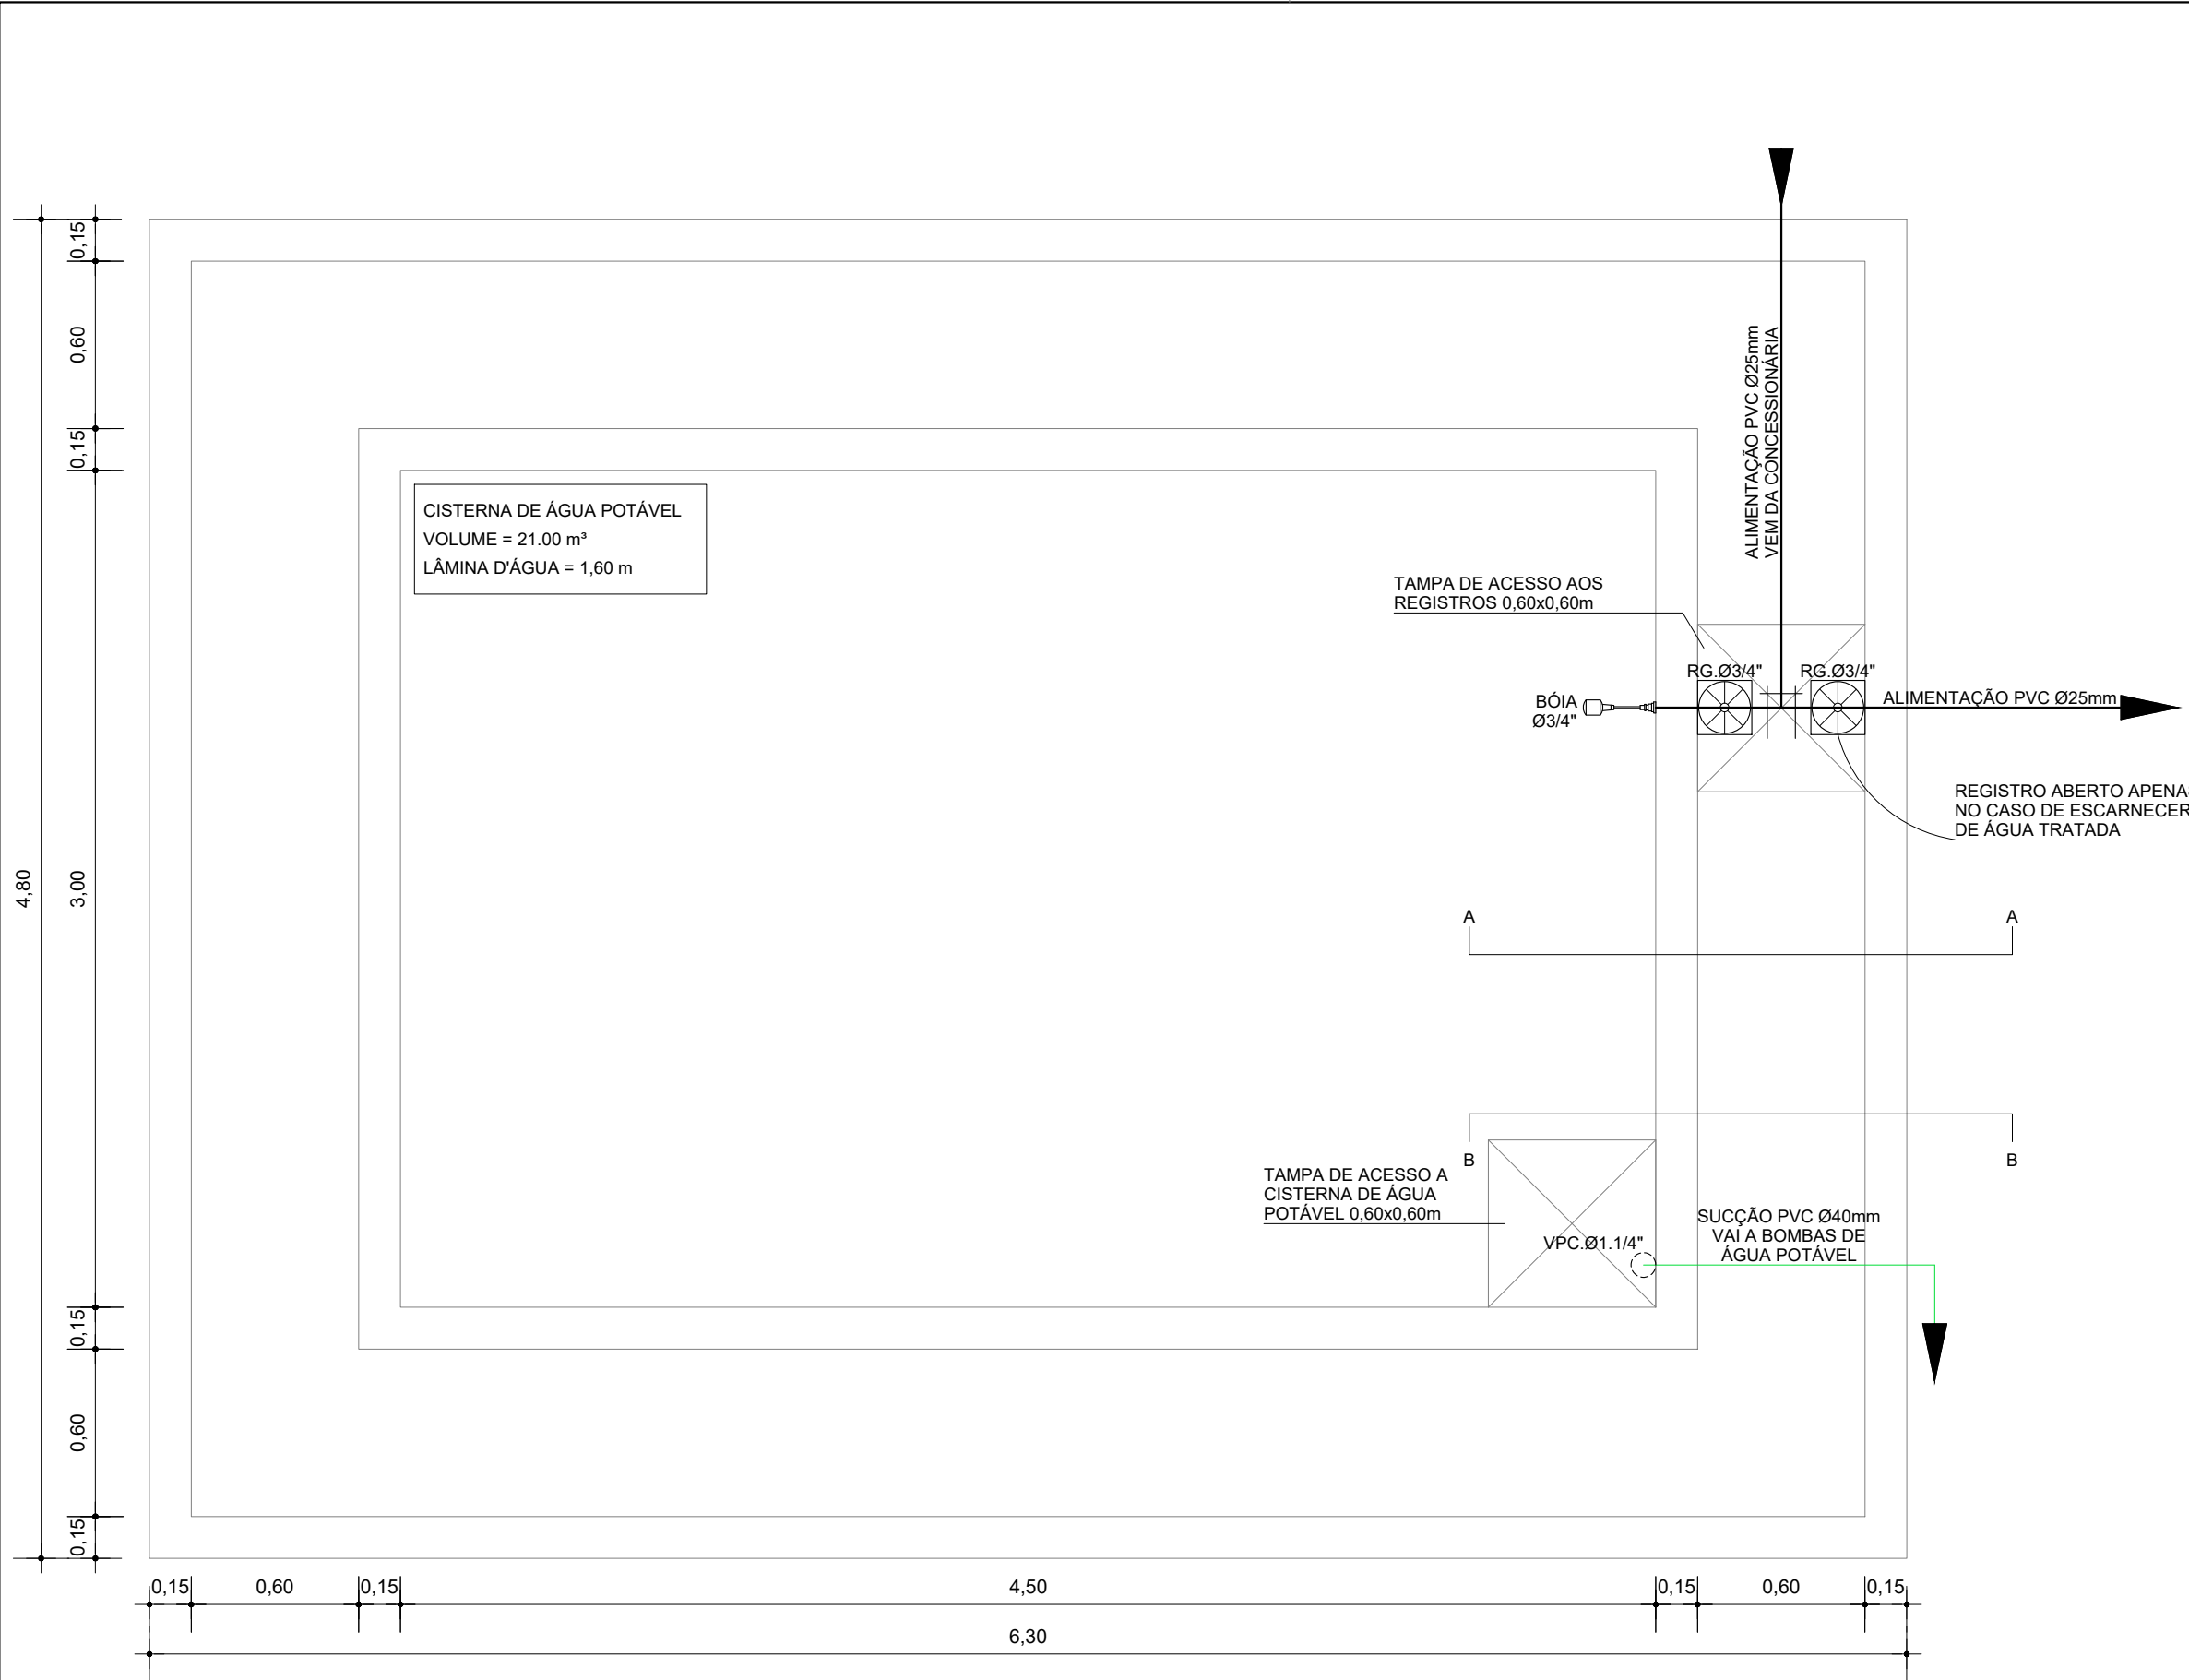 CISTERNA DE ÁGUA POTÁVEL
VOLUME = 21.00 m³
LÂMINA D'ÁGUA = 1,60 m
ALIMENTAÇÃO PVC Ø25mm
VEM DA CONCESSIONÁRIA
TAMPA DE ACESSO AOS
REGISTROS 0,60x0,60m
RG.Ø3/4"
RG.Ø3/4"
BÓIA
Ø3/4"
ALIMENTAÇÃO PVC Ø25mm
REGISTRO ABERTO APENAS
NO CASO DE ESCARNECER
DE ÁGUA TRATADA
A
A
B
B
TAMPA DE ACESSO A
CISTERNA DE ÁGUA
POTÁVEL 0,60x0,60m
VPC.Ø1.1/4"
SUCÇÃO PVC Ø40mm
VAI A BOMBAS DE
ÁGUA POTÁVEL
0,15
0,60
0,15
3,00
0,15
0,60
0,15
4,80
0,15
0,60
0,15
4,50
0,15
0,60
0,15
6,30